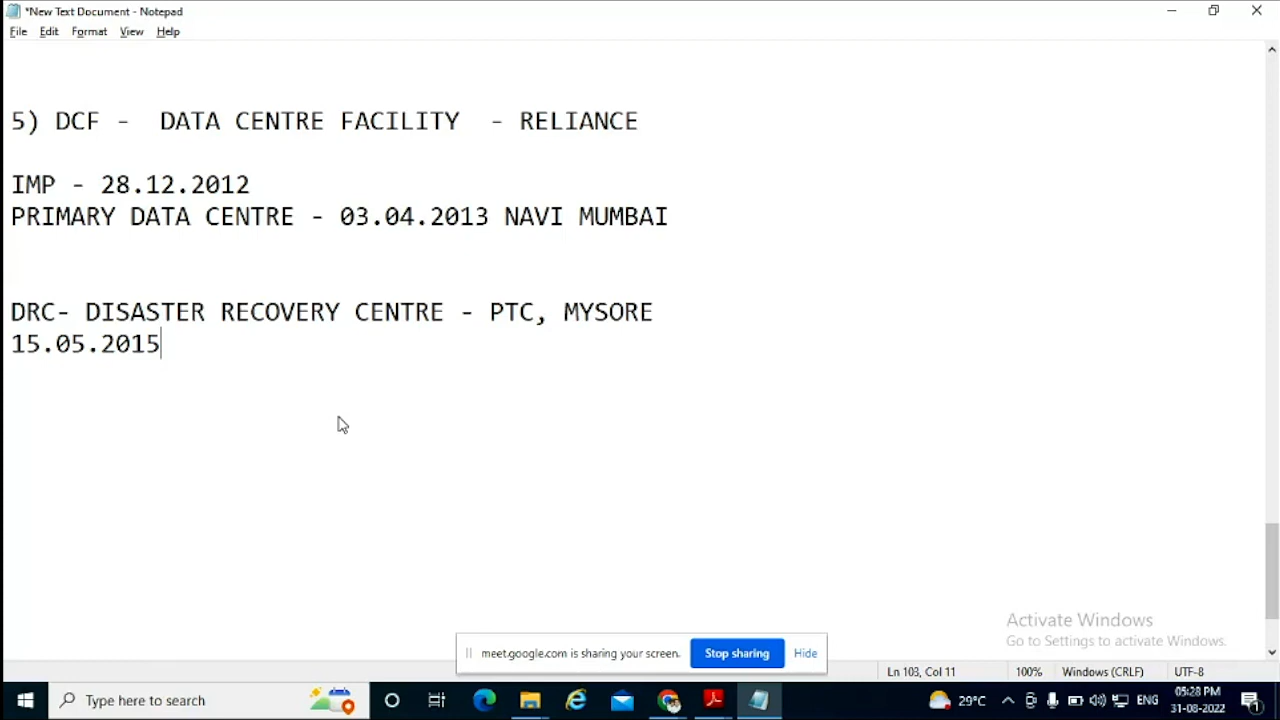 *New Text Document - Notepad
File Edit Format View Help
5) DCF -  DATA CENTRE FACILITY  - RELIANCE
IMP - 28.12.2012
PRIMARY DATA CENTRE - 03.04.2013 NAVI MUMBAI
DRC- DISASTER RECOVERY CENTRE - PTC, MYSORE
15.05.2015
Activate Windows
Go to Settings to activate Windows.
meet.google.com is sharing your screen. Stop sharing Hide
Ln 103, Col 11 100% Windows (CRLF) UTF-8
Type here to search 29°C ENG 05:28 PM
31-08-2022 1